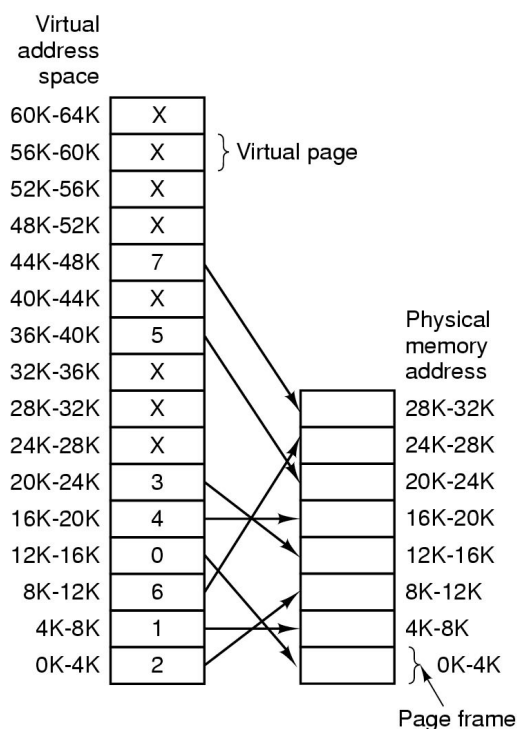 Virtual
address
space
60K-64K X
56K-60K X Virtual page
52K-56K X
48K-52K X
44K-48K 7
40K-44K X
36K-40K 5
32K-36K X
28K-32K X
24K-28K X
20K-24K 3
16K-20K 4
12K-16K 0
8K-12K 6
4K-8K 1
0K-4K 2
Physical
memory
address
28K-32K
24K-28K
20K-24K
16K-20K
12K-16K
8K-12K
4K-8K
0K-4K
Page frame